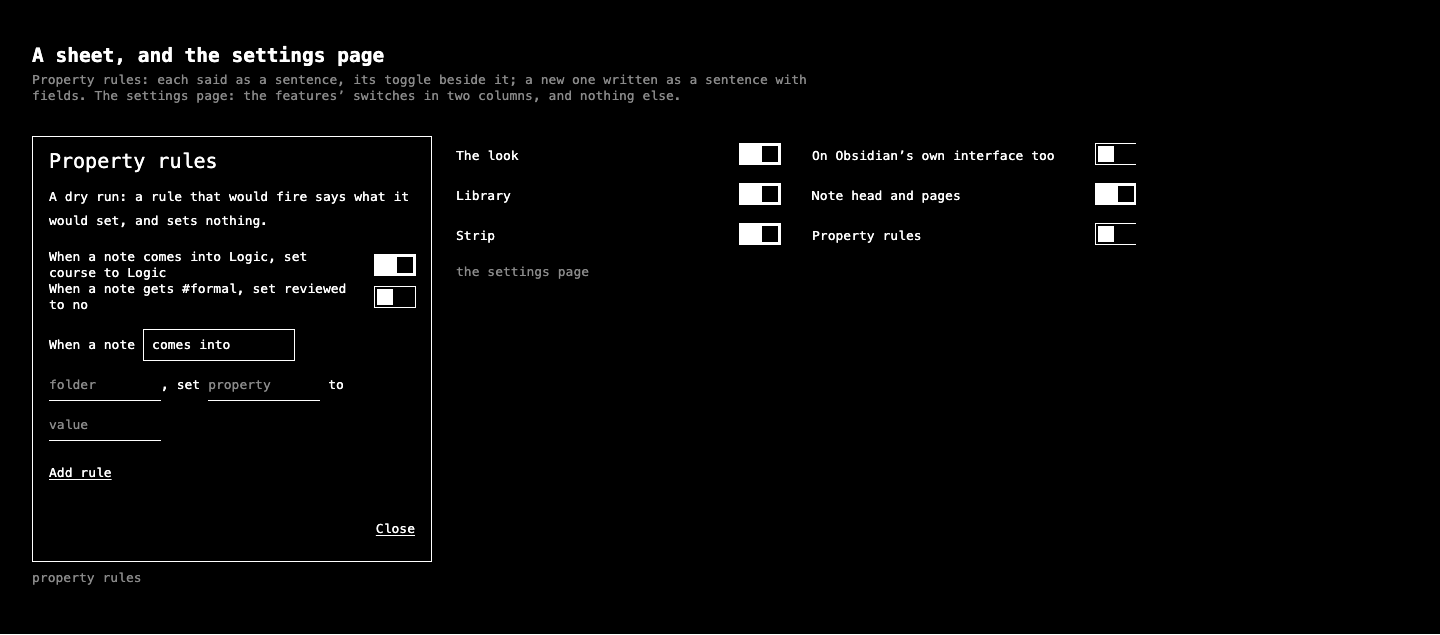 A sheet, and the settings page
Property rules: each said as a sentence, its toggle beside it; a new one written as a sentence with
fields. The settings page: the features’ switches in two columns, and nothing else.
Property rules
A dry run: a rule that would fire says what it
would set, and sets nothing.
When a note comes into Logic, set
course to Logic
When a note gets #formal, set reviewed
to no
When a note comes into
folder , set property to
value
Add rule
Close
property rules
The look
On Obsidian’s own interface too
Library
Note head and pages
Strip
Property rules
the settings page